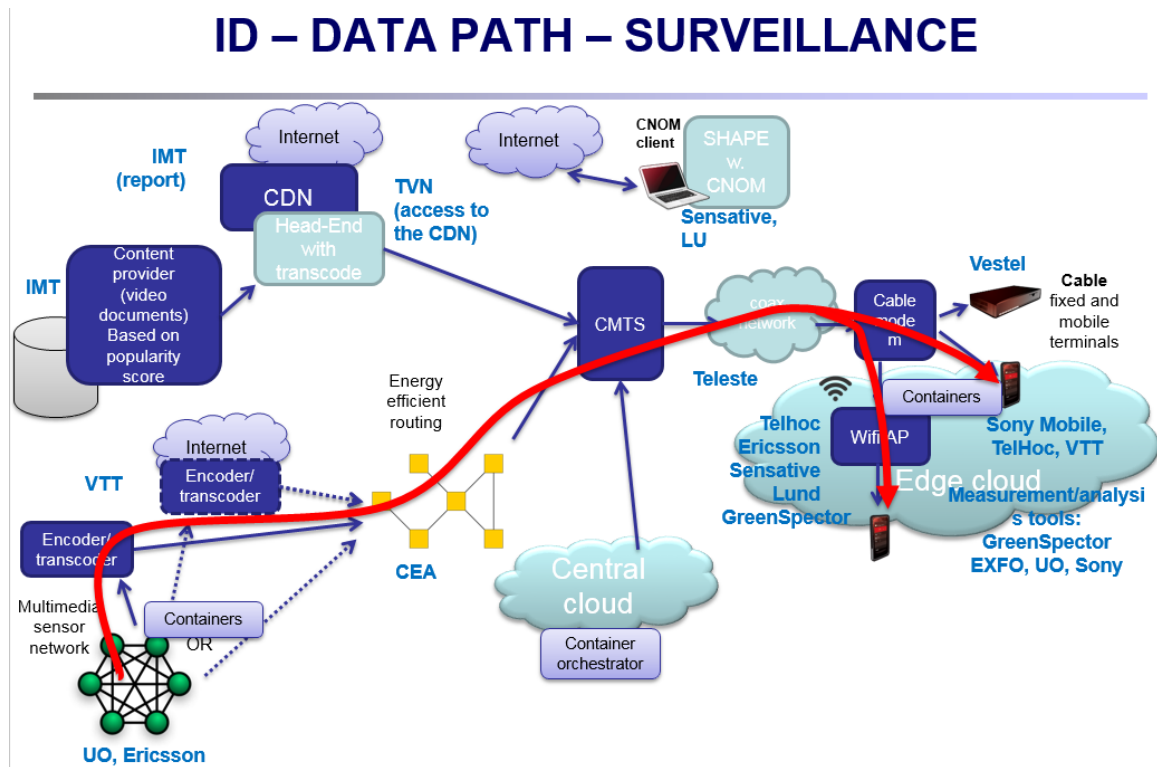 ID – DATA PATH – SURVEILLANCE
Internet
IMT
(report)
CDN
Head-End
with
transcode
TVN
(access to
the CDN)
Internet
CNOM
client
SHAPE
w.
CNOM
Sensative,
LU
IMT
Content
provider
(video
documents)
Based on
popularity
score
CMTS
coax
network
Teleste
Cable
mode
m
Vestel
Cable
fixed and
mobile
terminals
Energy
efficient
routing
Containers
Wifi AP
Edge cloud
Telhoc
Ericsson
Sensative
Lund
GreenSpector
Sony Mobile,
TelHoc, VTT
Measurement/analysi
s tools:
GreenSpector
EXFO, UO, Sony
VTT
Internet
Encoder/
transcoder
Encoder/
transcoder
CEA
Central
cloud
Container
orchestrator
Multimedia
sensor
network
Containers
OR
UO, Ericsson